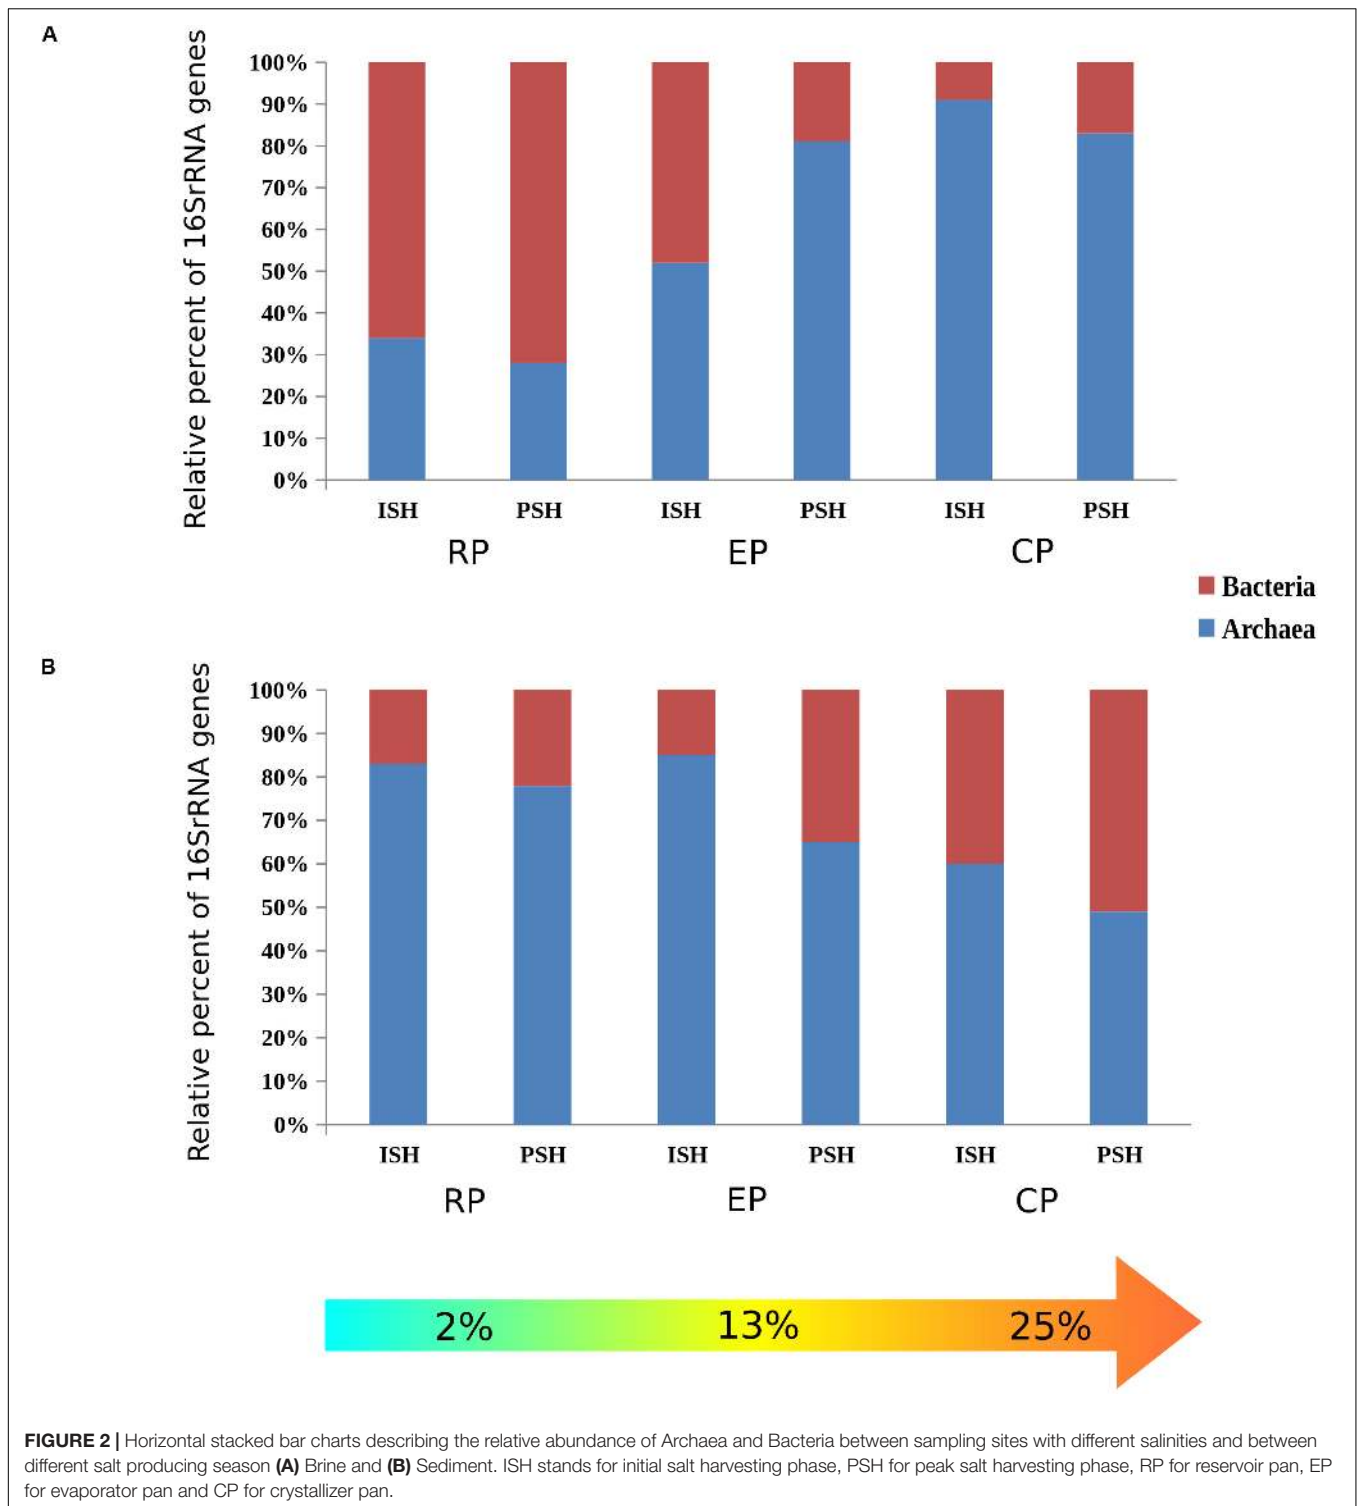 A
Relative percent of 16SrRNA genes
100%
90%
80%
70%
60%
50%
40%
30%
20%
10%
0%
ISH PSH ISH PSH ISH PSH
RP EP CP
Bacteria
Archaea
B
Relative percent of 16SrRNA genes
100%
90%
80%
70%
60%
50%
40%
30%
20%
10%
0%
ISH PSH ISH PSH ISH PSH
RP EP CP
2% 13% 25%
FIGURE 2 | Horizontal stacked bar charts describing the relative abundance of Archaea and Bacteria between sampling sites with different salinities and between
different salt producing season (A) Brine and (B) Sediment. ISH stands for initial salt harvesting phase, PSH for peak salt harvesting phase, RP for reservoir pan, EP
for evaporator pan and CP for crystallizer pan.